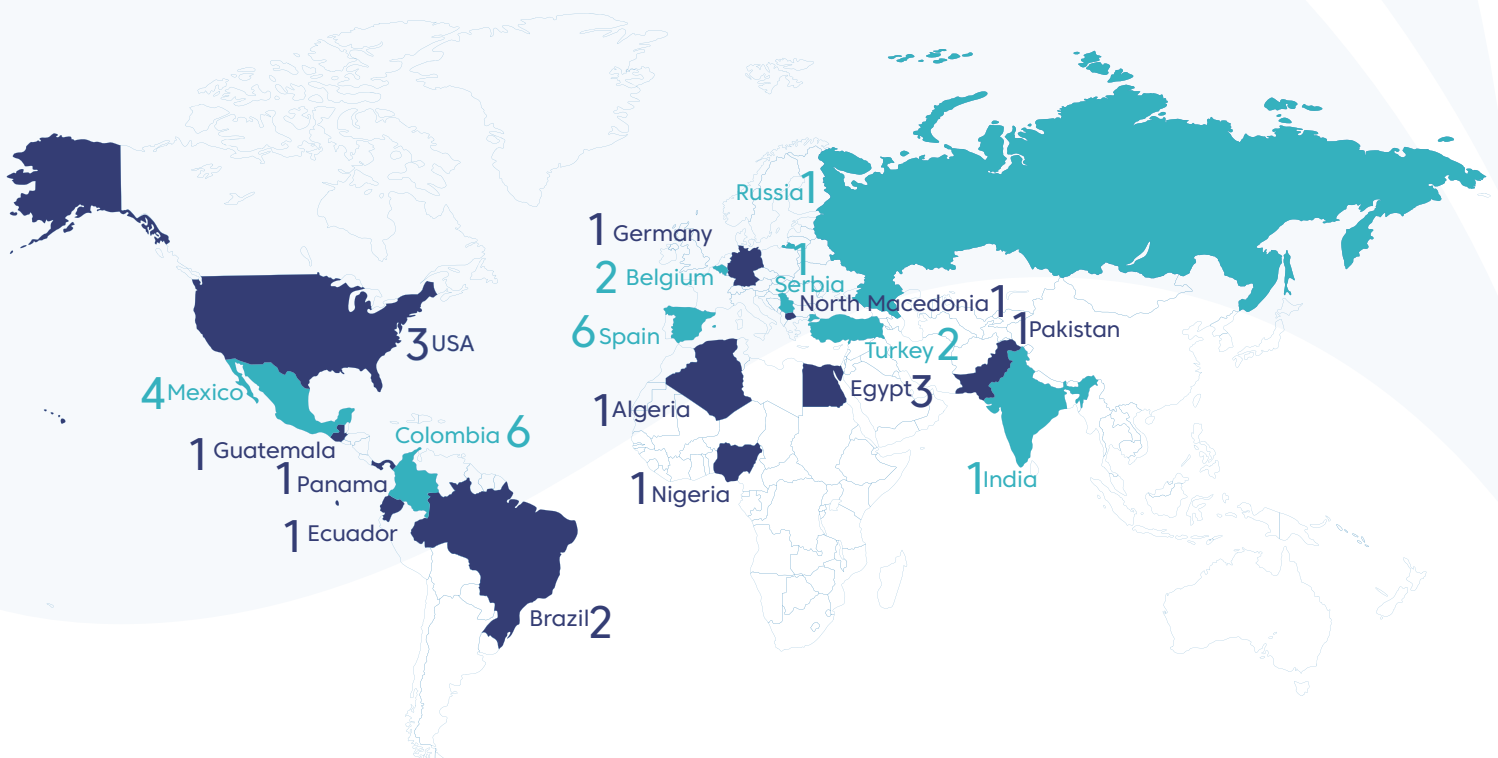 Russia 1
1 Germany
1
Serbia
2 Belgium
North Macedonia 1
1 Pakistan
6 Spain
3 USA
Turkey 2
4 Mexico
Egypt 3
1 Algeria
Colombia 6
1 Guatemala
1 Panama
1 Nigeria
1 India
1 Ecuador
Brazil 2